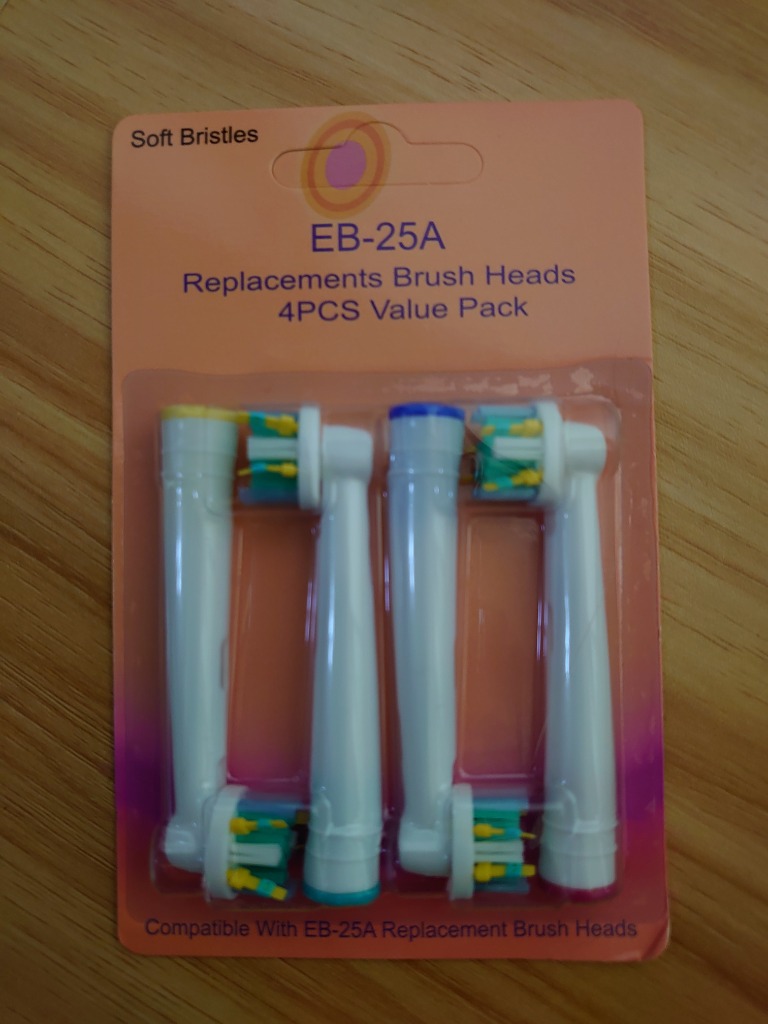 Soft Bristles
EB-25A
Replacements Brush Heads
4PCS Value Pack
Compatible With EB-25A Replacement Brush Heads